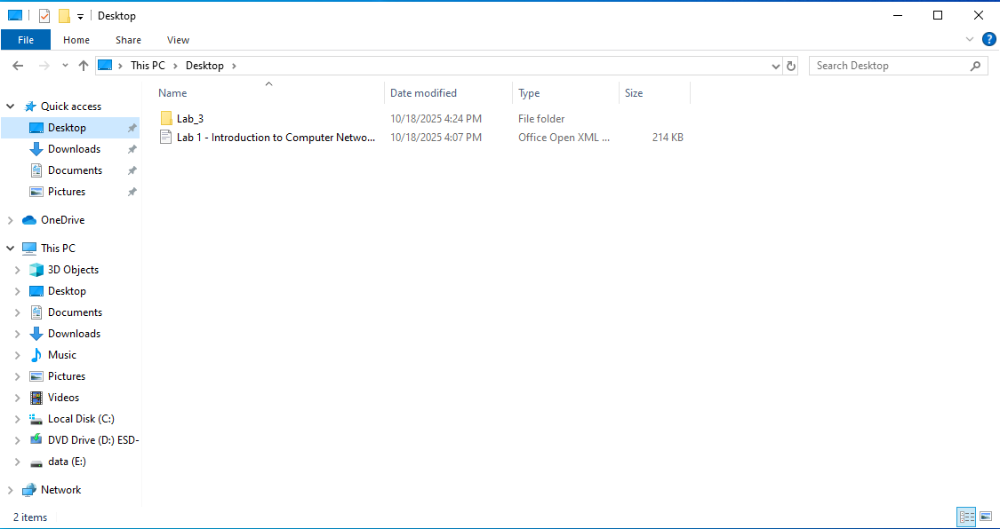 Desktop
File Home Share View
This PC Desktop Search Desktop
Name Date modified Type Size
Quick access
Lab_3 10/18/2025 4:24 PM File folder
Desktop
Lab 1 - Introduction to Computer Netwo... 10/18/2025 4:07 PM Office Open XML ... 214 KB
Downloads
Documents
Pictures
OneDrive
This PC
3D Objects
Desktop
Documents
Downloads
Music
Pictures
Videos
Local Disk (C:)
DVD Drive (D:) ESD-
data (E:)
Network
2 items